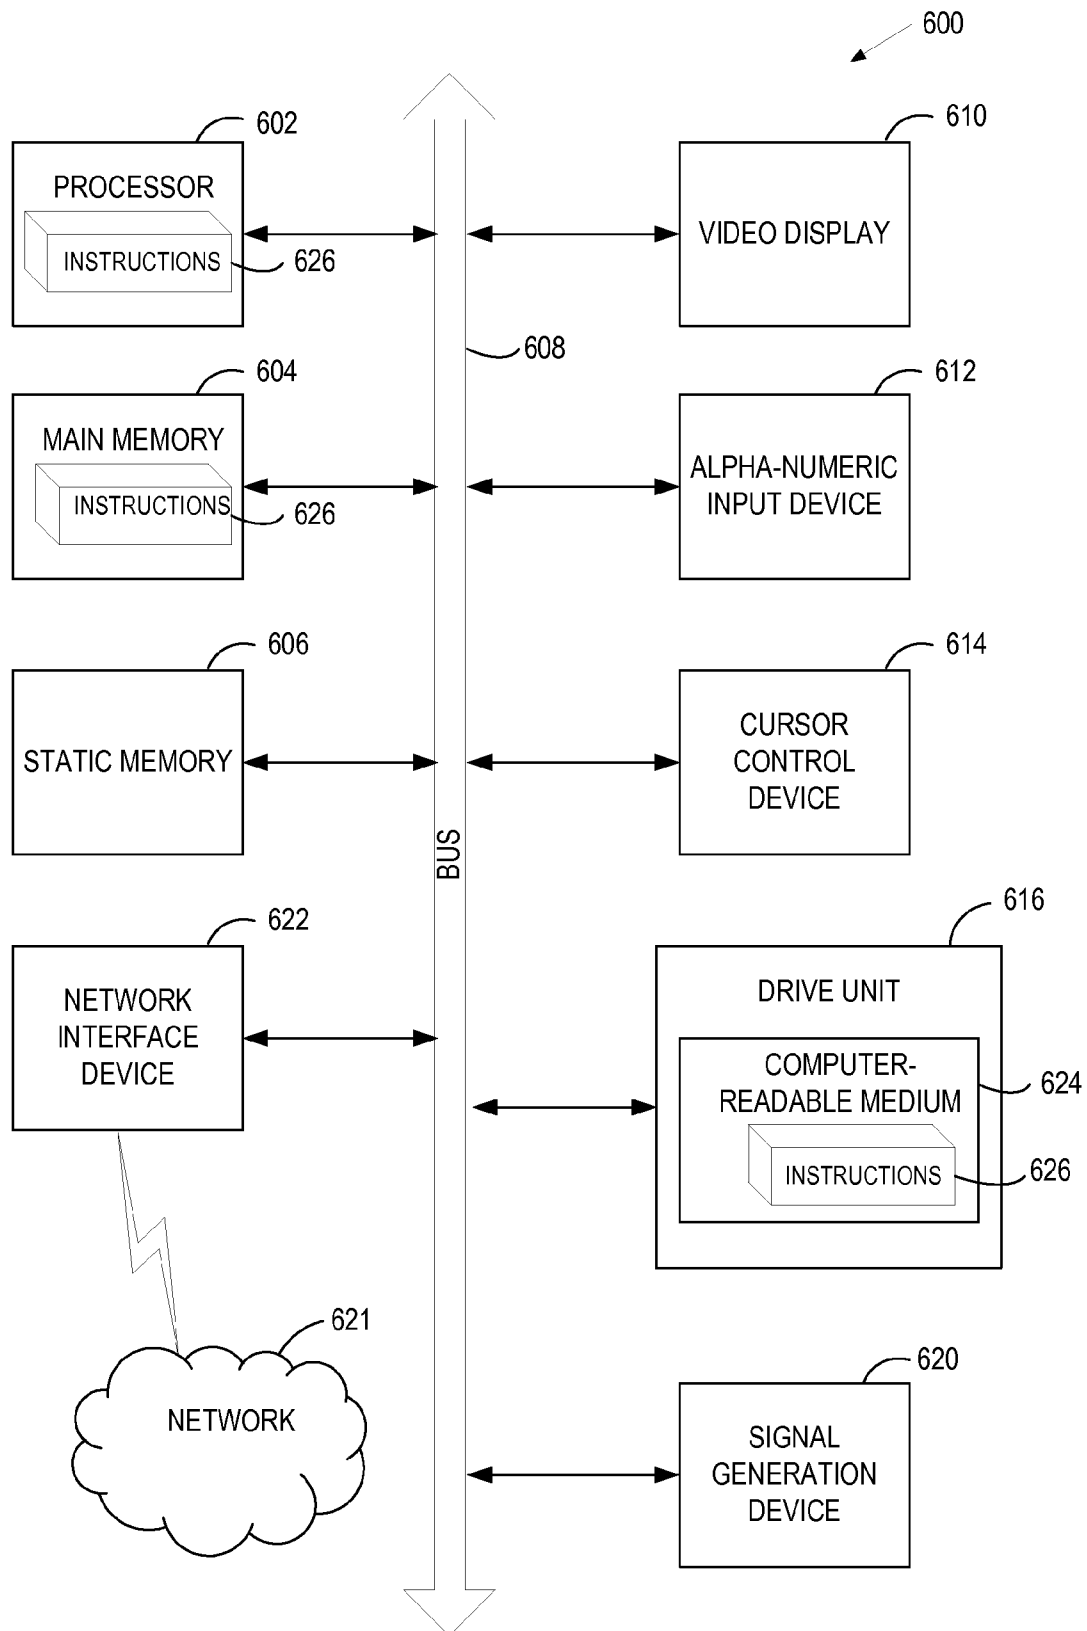 600
602
PROCESSOR
INSTRUCTIONS
626
610
VIDEO DISPLAY
608
604
MAIN MEMORY
INSTRUCTIONS
626
612
ALPHA-NUMERIC
INPUT DEVICE
606
STATIC MEMORY
614
CURSOR
CONTROL
DEVICE
BUS
622
NETWORK
INTERFACE
DEVICE
616
DRIVE UNIT
COMPUTER-
READABLE MEDIUM
624
INSTRUCTIONS
626
621
NETWORK
620
SIGNAL
GENERATION
DEVICE